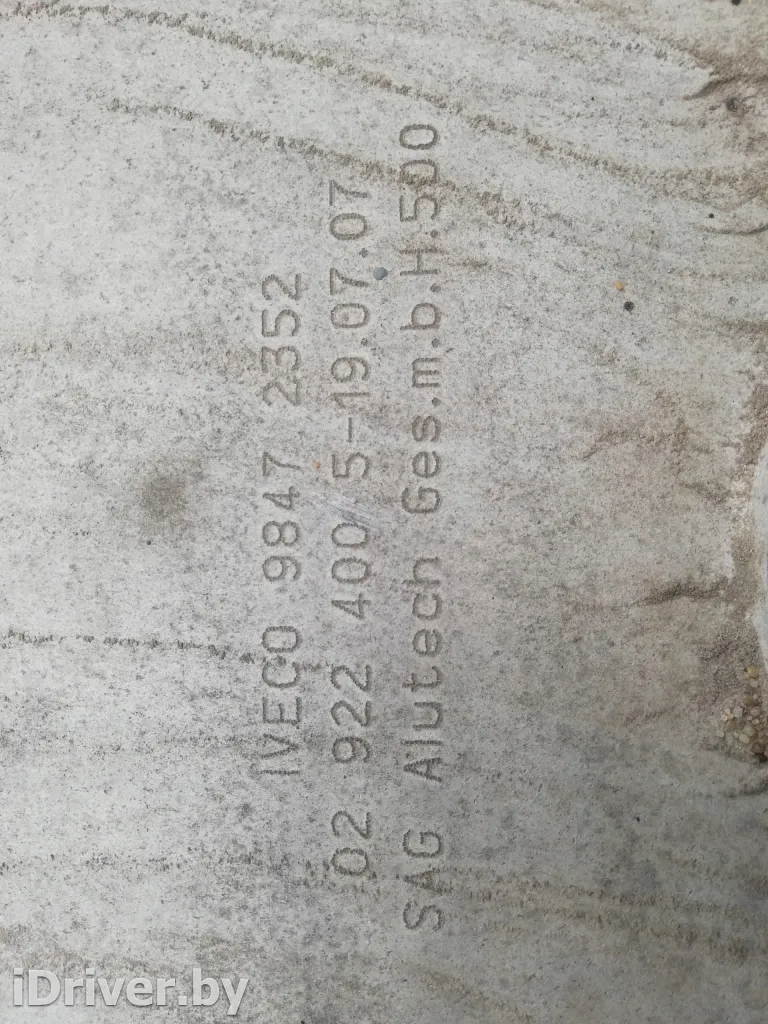 IVECO 9847 2352
02 922 400 5-19.07.07
SAG Alutech Ges.m.b.H.500
iDriver.by